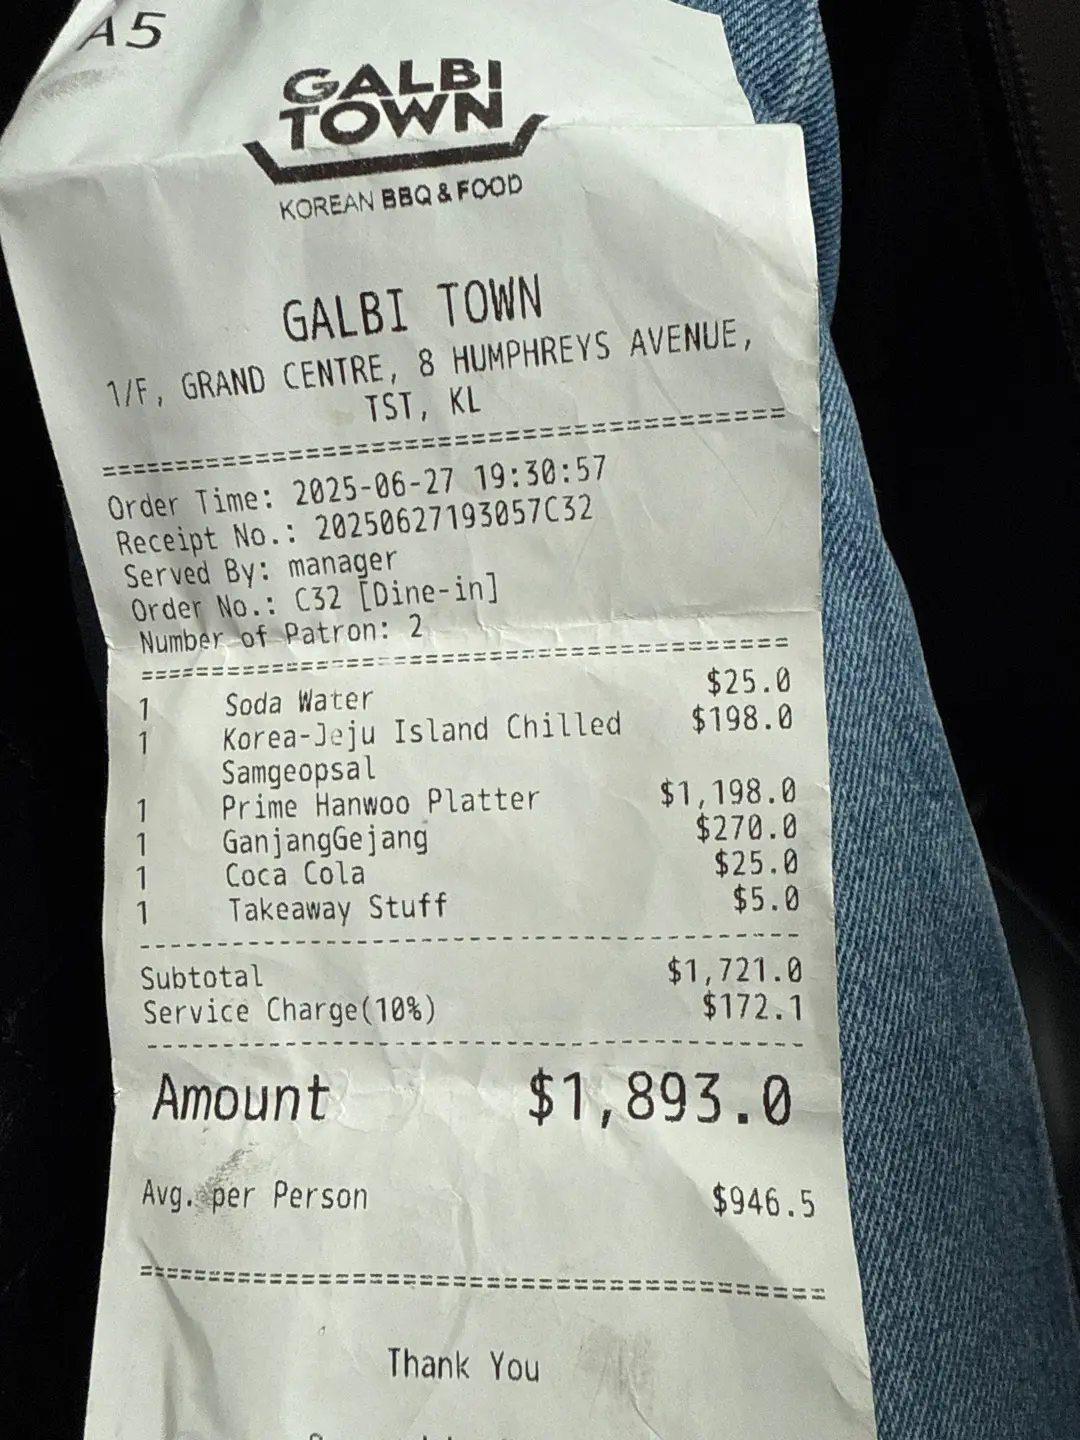 A5
GALBI
TOWN
KOREAN BBQ & FOOD
GALBI TOWN
1/F, GRAND CENTRE, 8 HUMPHREYS AVENUE,
TST, KL
Order Time: 2025-06-27 19:30:57
Receipt No.: 20250627193057C32
Served By: manager
Order No.: C32 [Dine-in]
Number of Patron: 2
1 Soda Water $25.0
1 Korea-Jeju Island Chilled $198.0
Samgeopsal
1 Prime Hanwoo Platter $1,198.0
1 GanjangGejang $270.0
1 Coca Cola $25.0
1 Takeaway Stuff $5.0
Subtotal $1,721.0
Service Charge(10%) $172.1
Amount $1,893.0
Avg. per Person $946.5
Thank You